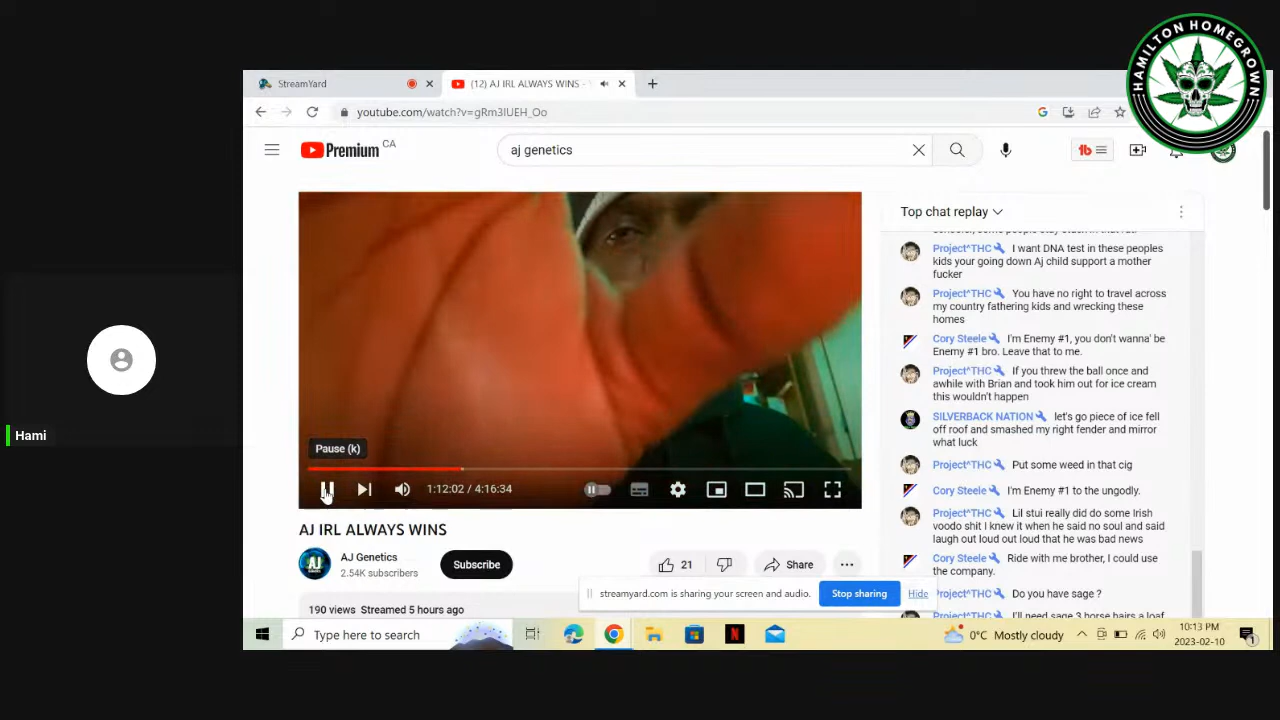 HAMILTON HOMEGROWN
StreamYard
(12) AJ IRL ALWAYS WINS -
youtube.com/watch?v=gRm3lUEH_Oo
Premium CA
aj genetics
Top chat replay
Project^THC I want DNA test in these peoples
kids your going down Aj child support a mother
fucker
Project^THC You have no right to travel across
my country fathering kids and wrecking these
homes
Cory Steele I'm Enemy #1, you don't wanna' be
Enemy #1 bro. Leave that to me.
Project^THC If you threw the ball once and
awhile with Brian and took him out for ice cream
this wouldn't happen
SILVERBACK NATION let's go piece of ice fell
off roof and smashed my right fender and mirror
what luck
Project^THC Put some weed in that cig
Cory Steele I'm Enemy #1 to the ungodly.
Project^THC Lil stui really did do some Irish
voodo shit I knew it when he said no soul and said
laugh out loud out loud that he was bad news
Cory Steele Ride with me brother, I could use
the company.
Project^THC Do you have sage ?
Project^THC I'll need sage 3 horse hairs a loaf
Hami
Pause (k)
1:12:02 / 4:16:34
AJ IRL ALWAYS WINS
AJ Genetics
2.54K subscribers
Subscribe
21
Share
190 views Streamed 5 hours ago
streamyard.com is sharing your screen and audio.
Stop sharing
Hide
Type here to search
0°C Mostly cloudy
10:13 PM
2023-02-10